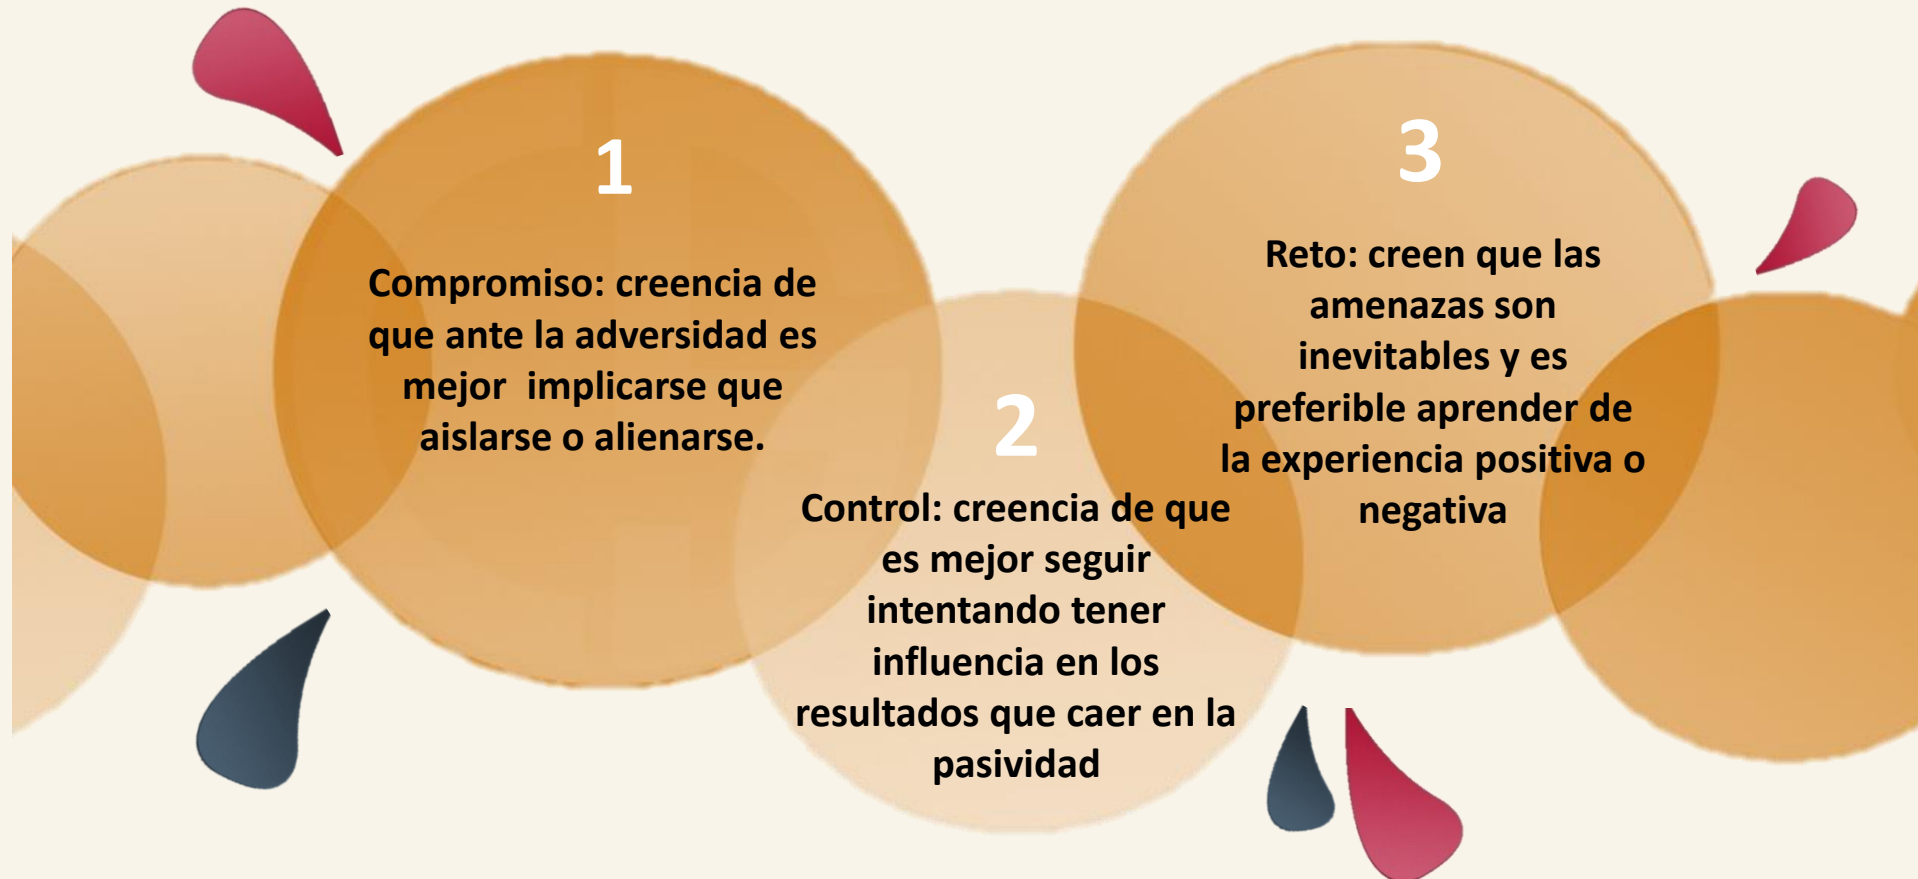 1
Compromiso: creencia de
que ante la adversidad es
mejor  implicarse que
aislarse o alienarse.
2
Control: creencia de que
es mejor seguir
intentando tener
influencia en los
resultados que caer en la
pasividad
3
Reto: creen que las
amenazas son
inevitables y es
preferible aprender de
la experiencia positiva o
negativa